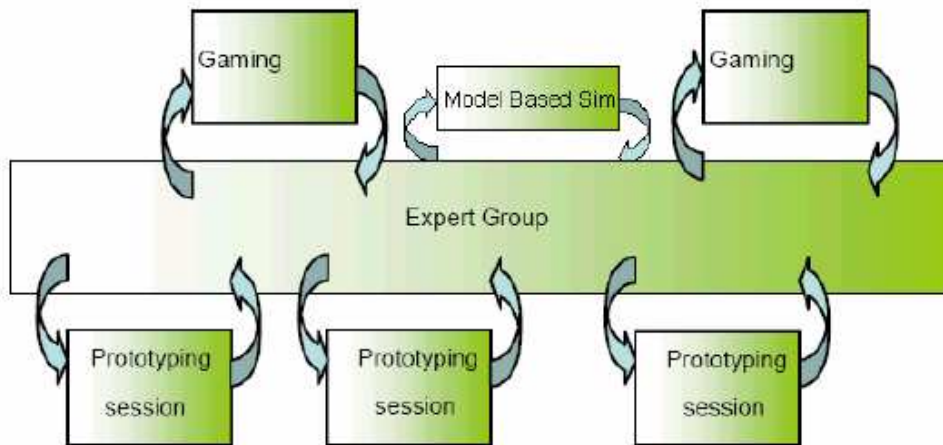 Gaming
Model Based Sim
Gaming
Expert Group
Prototyping
session
Prototyping
session
Prototyping
session